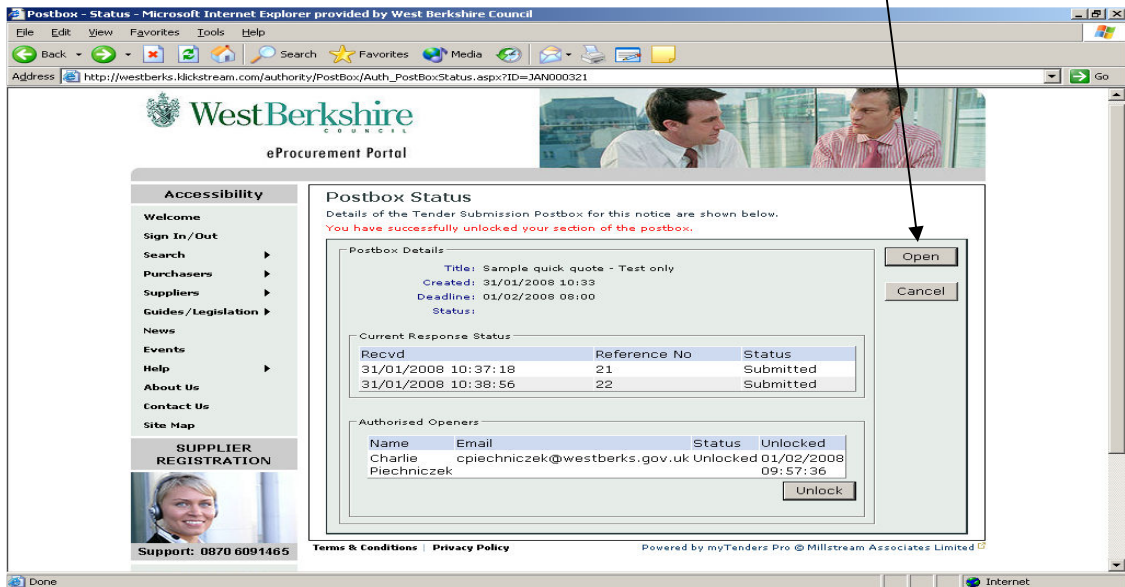 Postbox - Status - Microsoft Internet Explorer provided by West Berkshire Council
File Edit View Favorites Tools Help
Back Search Favorites Media
Address http://westberks.klickstream.com/authority/PostBox/Auth_PostBoxStatus.aspx?ID=JAN000321 Go
West Berkshire
COUNCIL
eProcurement Portal
Accessibility
Welcome
Sign In/Out
Search
Purchasers
Suppliers
Guides/Legislation
News
Events
Help
About Us
Contact Us
Site Map
SUPPLIER
REGISTRATION
Support: 0870 6091465
Postbox Status
Details of the Tender Submission Postbox for this notice are shown below.
You have successfully unlocked your section of the postbox.
Postbox Details
Title: Sample quick quote - Test only
Created: 31/01/2008 10:33
Deadline: 01/02/2008 08:00
Status:
Open
Cancel
Current Response Status
Recvd Reference No Status
31/01/2008 10:37:18 21 Submitted
31/01/2008 10:38:56 22 Submitted
Authorised Openers
Name Email Status Unlocked
Charlie cpiechniczek@westberks.gov.uk Unlocked 01/02/2008
Piechniczek 09:57:36
Unlock
Terms & Conditions | Privacy Policy Powered by myTenders Pro © Millstream Associates Limited
Done Internet